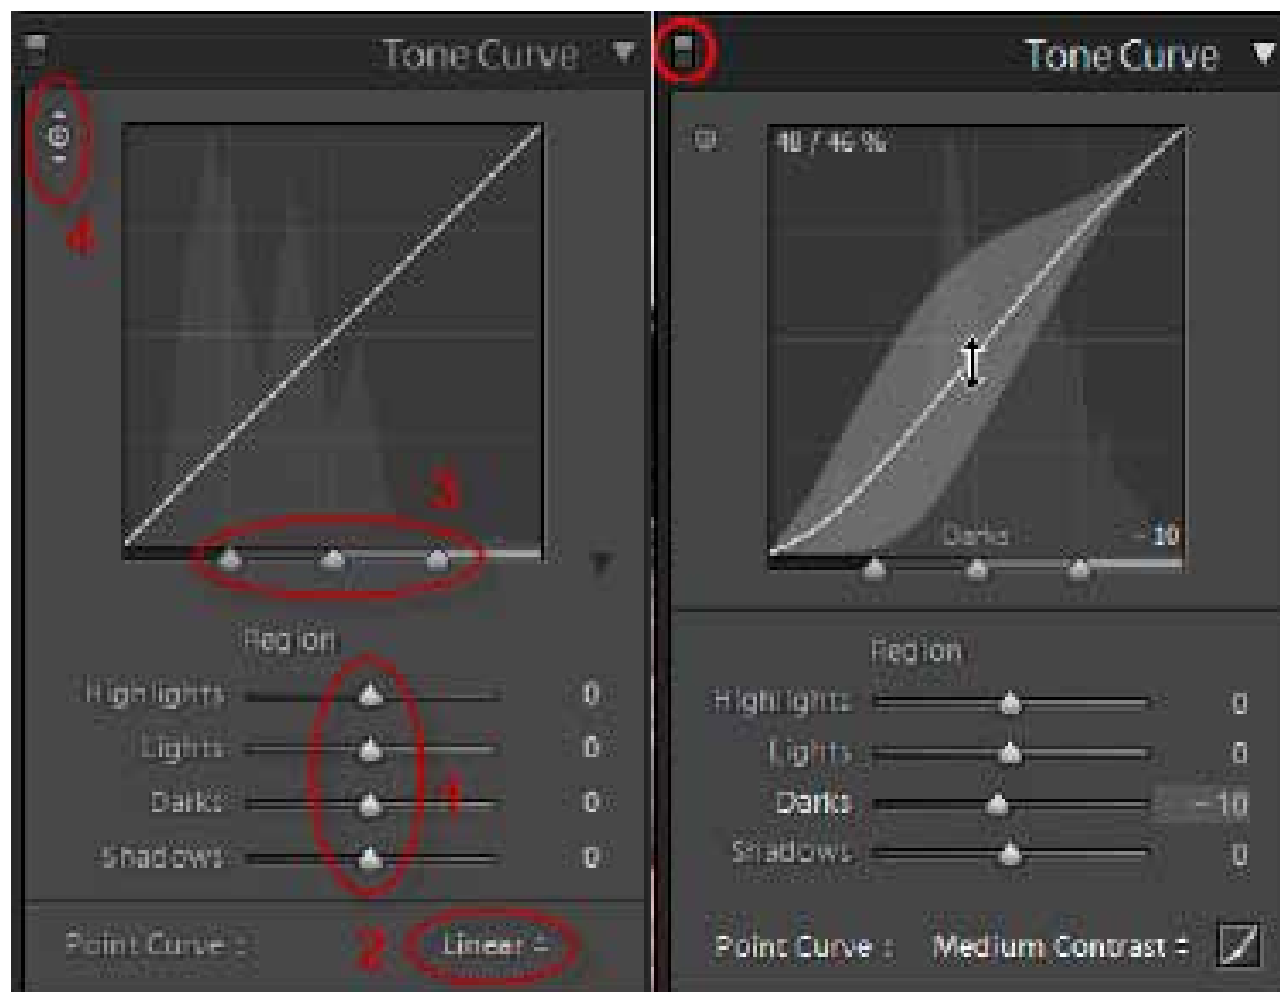 Tone Curve
4
3
Region
Highlights 0
Lights 0
Darks 0
Shadows 0
1
Point Curve : 2 Linear
Tone Curve
48 / 46 %
Darks - 10
Region
Highlights 0
Lights 0
Darks - 10
Shadows 0
Point Curve : Medium Contrast